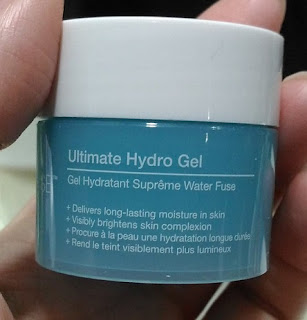 Ultimate Hydro Gel
Gel Hydratant Suprême Water Fuse
+ Delivers long-lasting moisture in skin
+ Visibly brightens skin complexion
+ Procure à la peau une hydratation longue durée
+ Rend le teint visiblement plus lumineux